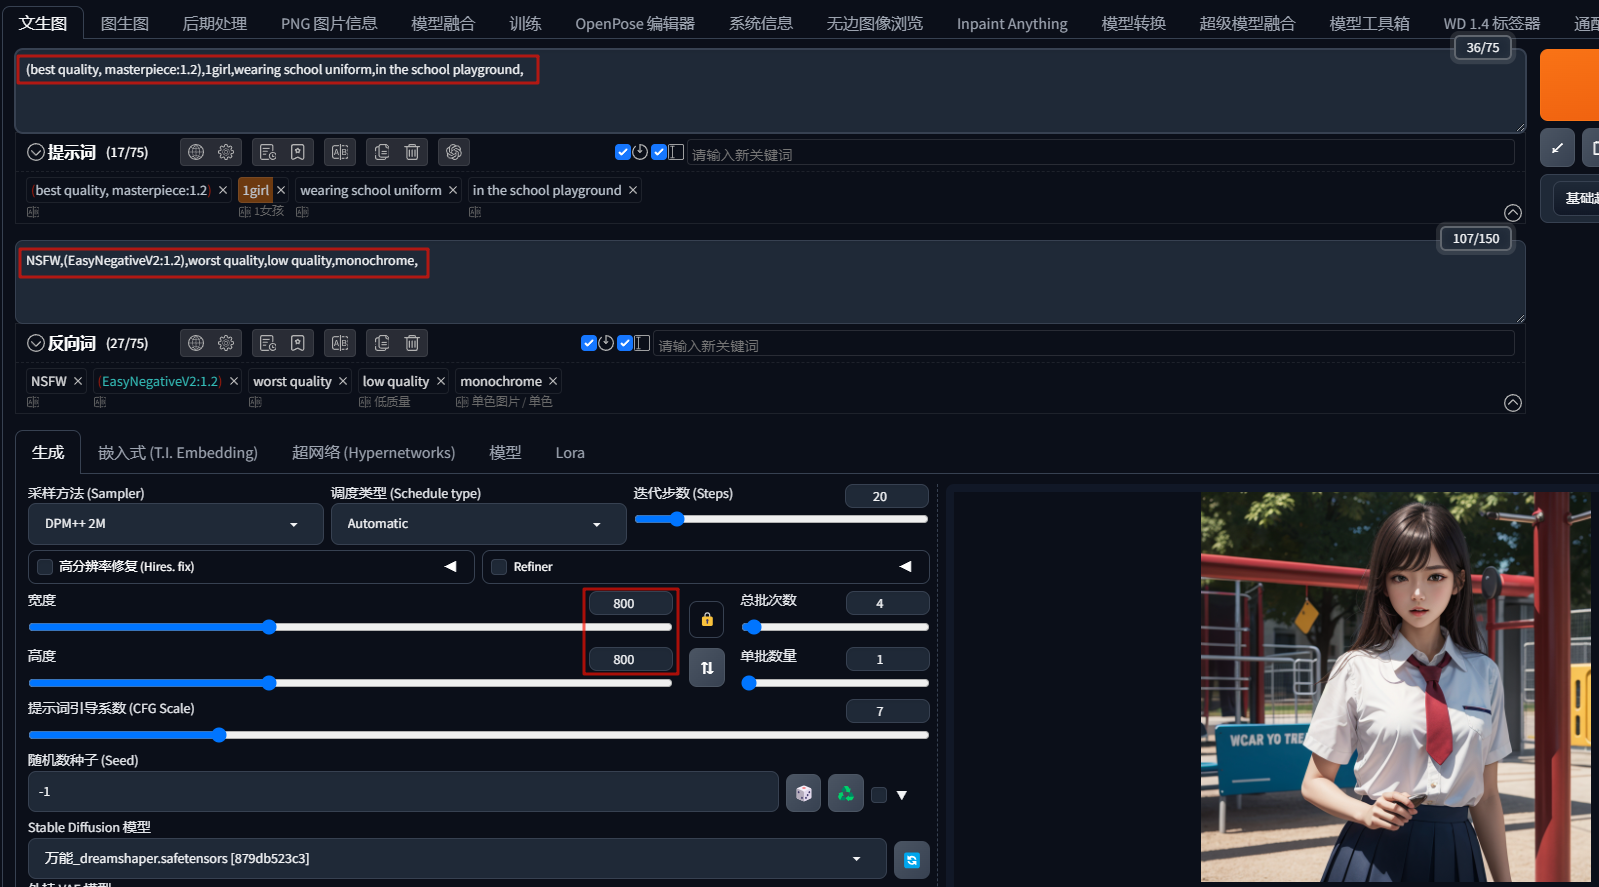 文生图 图生图 后期处理 PNG 图片信息 模型融合 训练 OpenPose 编辑器 系统信息 无边图像浏览 Inpaint Anything 模型转换 超级模型融合 模型工具箱 WD 1.4 标签器 通配
36/75
(best quality, masterpiece:1.2),1girl,wearing school uniform,in the school playground,
提示词 (17/75) 请输入新关键词
(best quality, masterpiece:1.2) × 1girl × wearing school uniform × in the school playground ×
1女孩
基础起
107/150
NSFW,(EasyNegativeV2:1.2),worst quality,low quality,monochrome,
反向词 (27/75) 请输入新关键词
NSFW × (EasyNegativeV2:1.2) × worst quality × low quality × monochrome ×
低质量 单色图片 / 单色
生成 嵌入式 (T.I. Embedding) 超网络 (Hypernetworks) 模型 Lora
采样方法 (Sampler) 调度类型 (Schedule type) 迭代步数 (Steps) 20
DPM++ 2M Automatic
高分辨率修复 (Hires. fix) Refiner
宽度 800 总批次数 4
高度 800 单批数量 1
提示词引导系数 (CFG Scale) 7
随机数种子 (Seed)
-1
WCAR YO TRE
Stable Diffusion 模型
万能_dreamshaper.safetensors [879db523c3]
外挂 VAE 模型